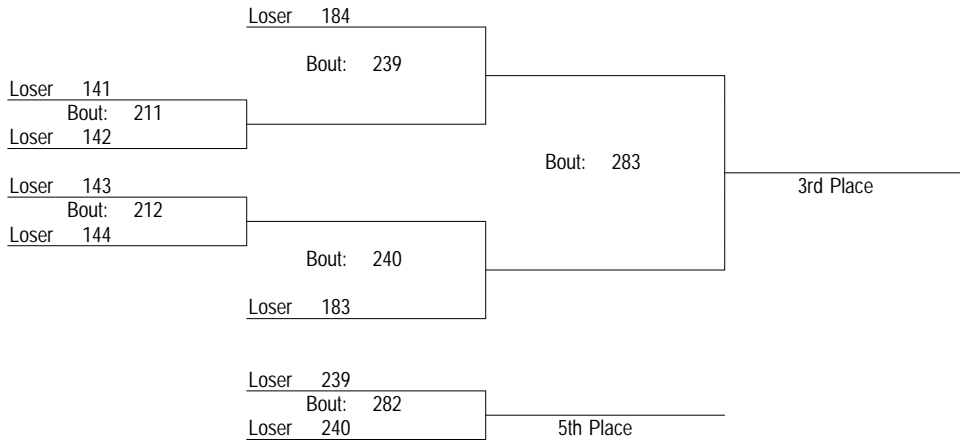 Loser 184
Bout: 239
Loser 141
Bout: 211
Loser 142
Bout: 283
Loser 143
3rd Place
Bout: 212
Loser 144
Bout: 240
Loser 183
Loser 239
Bout: 282
Loser 240
5th Place